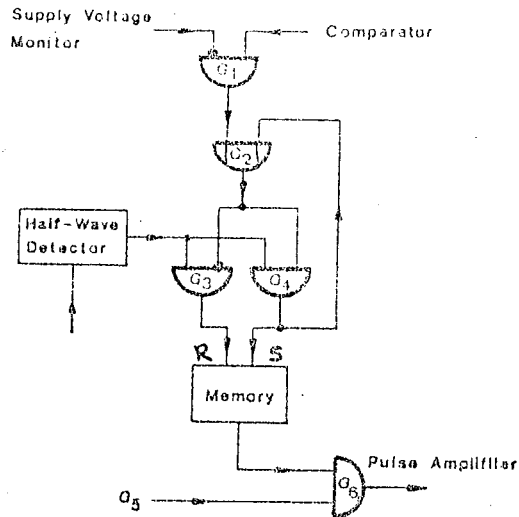 Supply Voltage
Monitor
Comparator
G1
G2
Half-Wave
Detector
G3
G4
R
S
Memory
Pulse Amplifier
G6
G5